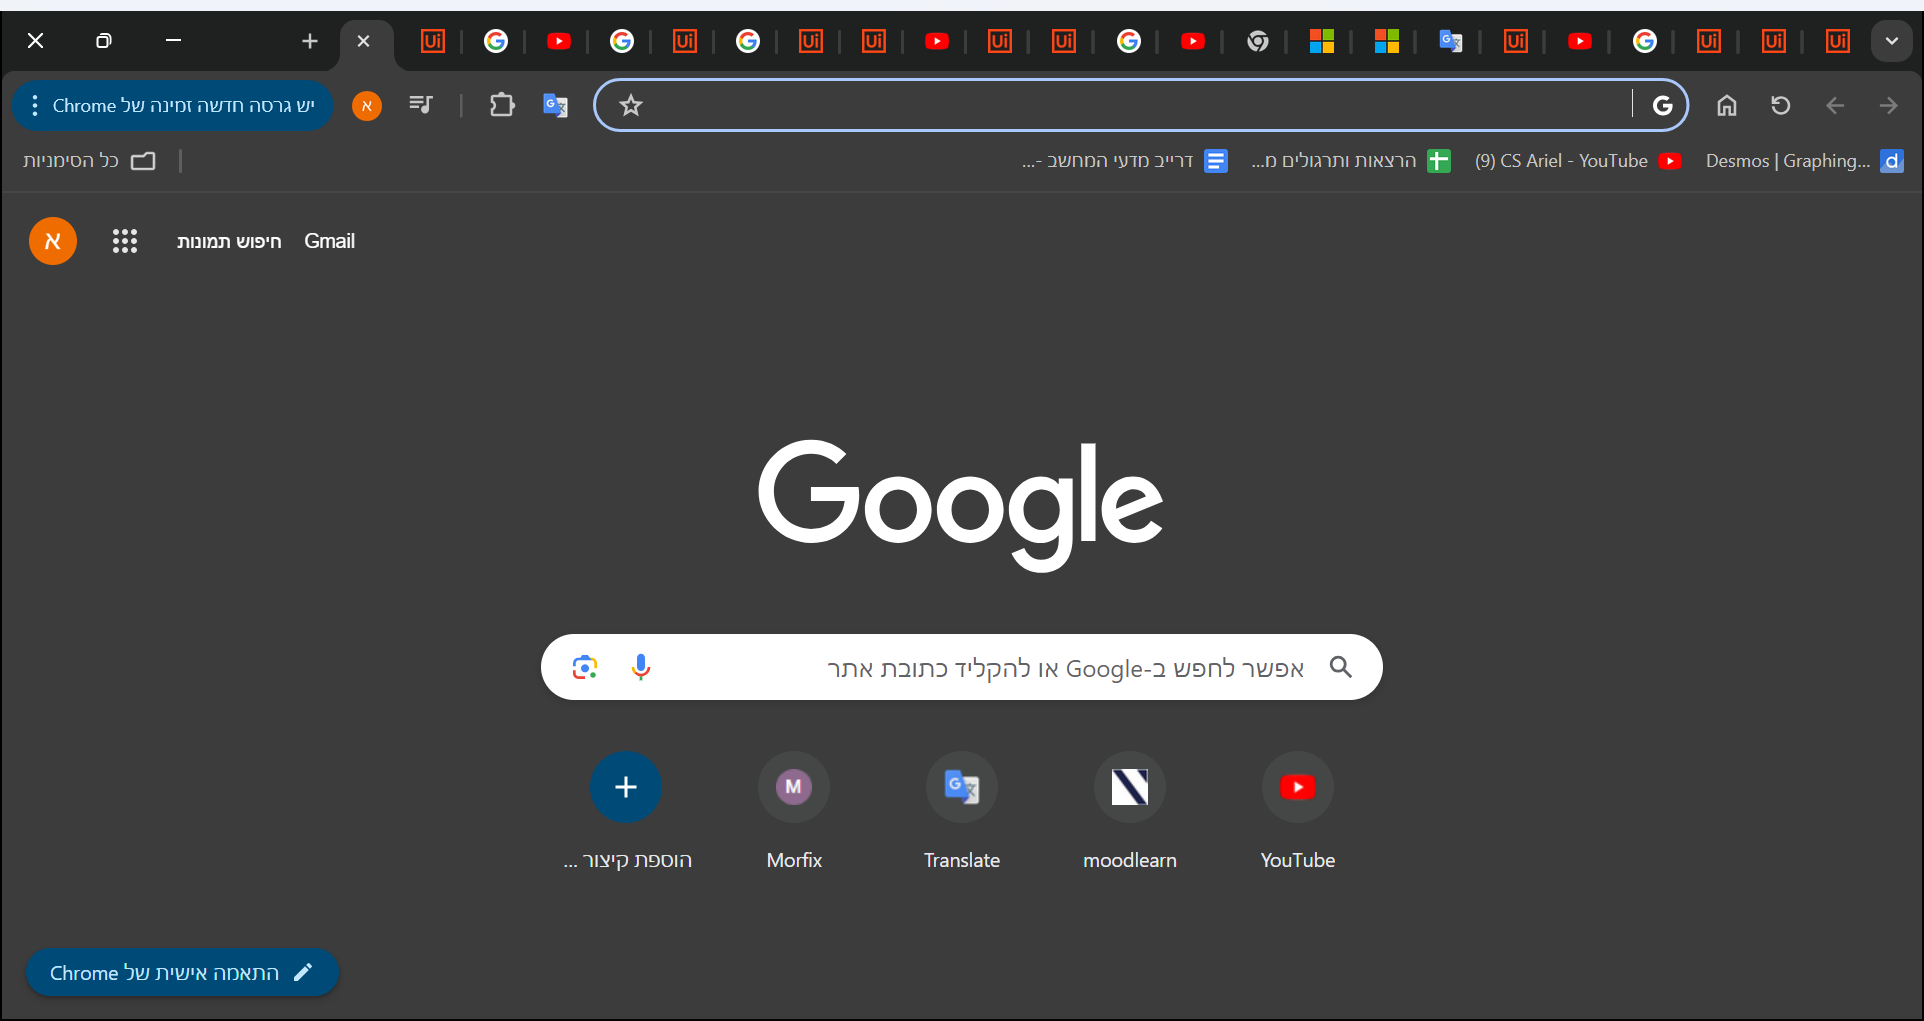 יש גרסה חדשה זמינה של Chrome
א
Desmos | Graphing...
(9) CS Ariel - YouTube
הרצאות ותרגולים מ...
דרייב מדעי המחשב -...
כל הסימניות
Gmail
חיפוש תמונות
א
Google
אפשר לחפש ב-Google או להקליד כתובת אתר
YouTube
moodlearn
Translate
M
Morfix
הוספת קיצור ...
התאמה אישית של Chrome